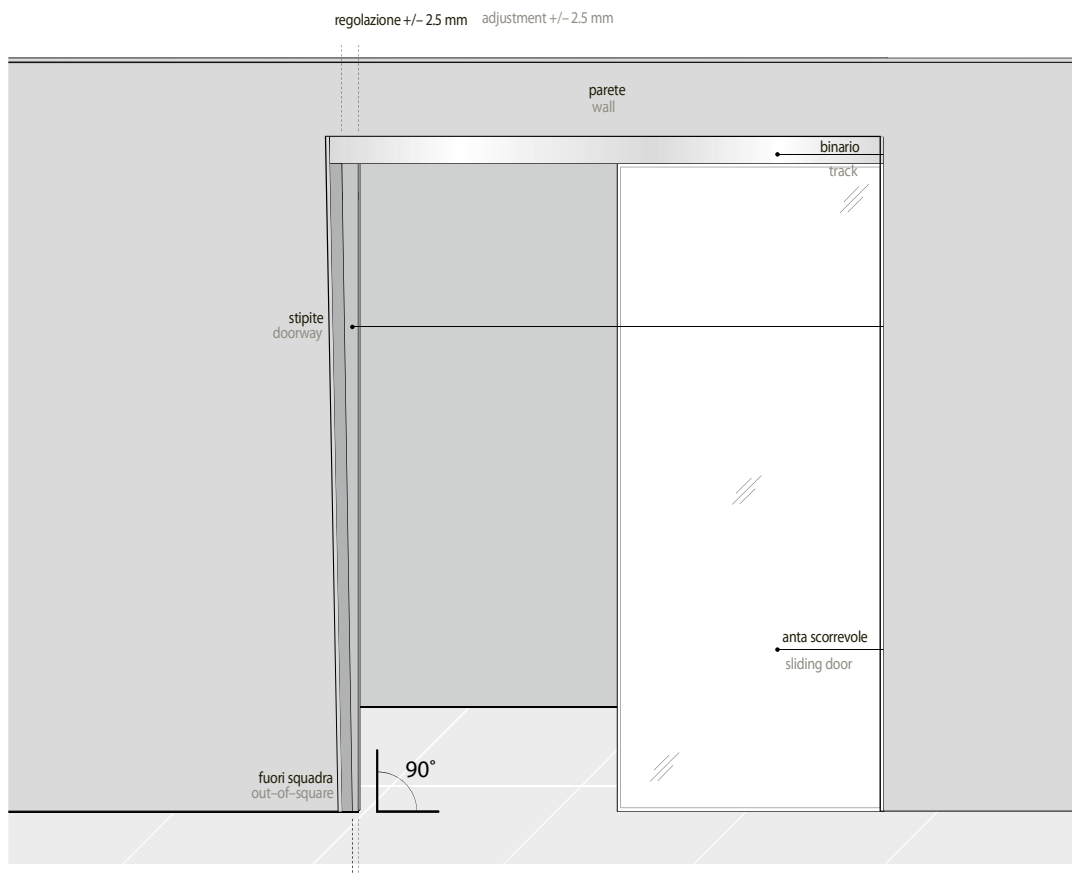 regolazione +/– 2.5 mm adjustment +/– 2.5 mm
parete
wall
binario
track
stipite
doorway
anta scorrevole
sliding door
90°
fuori squadra
out–of–square